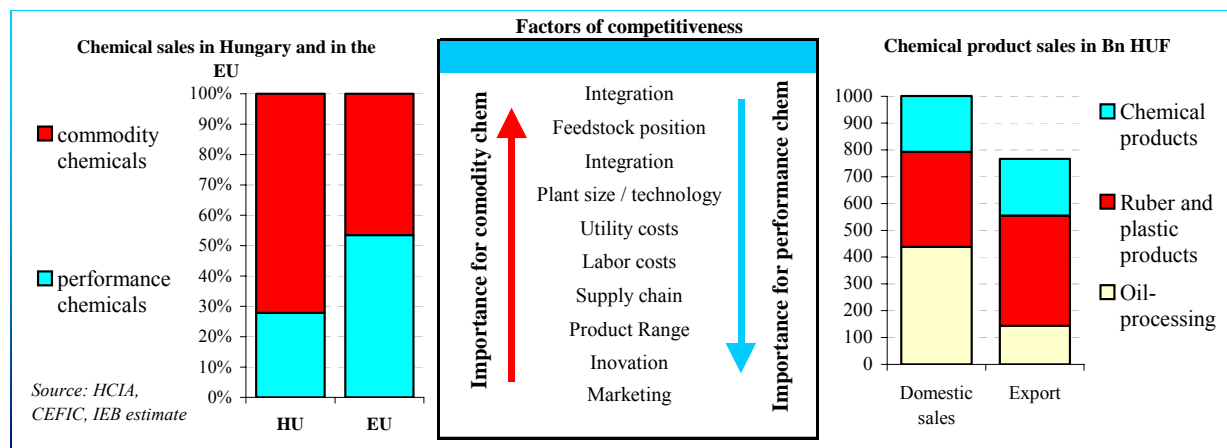 Chemical sales in Hungary and in the
EU
100%
90%
80%
70%
60%
50%
40%
30%
20%
10%
0%
commodity
chemicals
performance
chemicals
HU
EU
Source: HCIA,
CEFIC, IEB estimate
Factors of competitiveness
Importance for comodity chem
Integration
Feedstock position
Integration
Plant size / technology
Utility costs
Labor costs
Supply chain
Product Range
Inovation
Marketing
Importance for performance chem
Chemical product sales in Bn HUF
1000
900
800
700
600
500
400
300
200
100
0
Domestic
sales
Export
Chemical
products
Ruber and
plastic
products
Oil-
processing